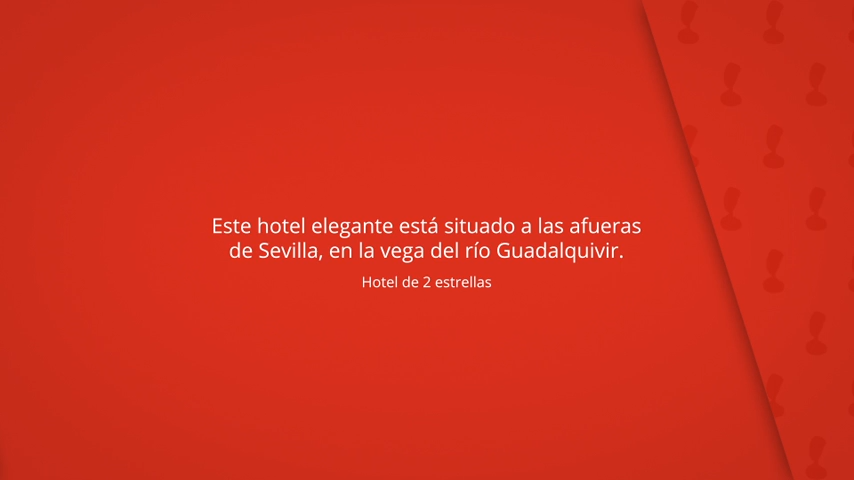 Este hotel elegante está situado a las afueras
de Sevilla, en la vega del río Guadalquivir.
Hotel de 2 estrellas